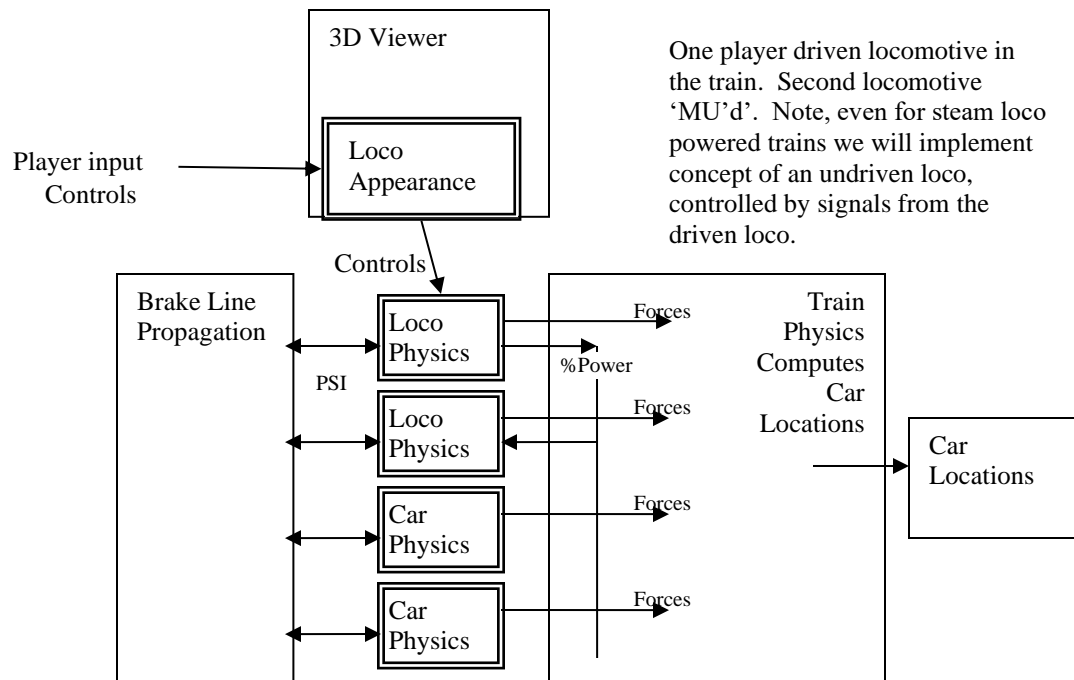 3D Viewer
One player driven locomotive in
the train. Second locomotive
‘MU’d’. Note, even for steam loco
powered trains we will implement
concept of an undriven loco,
controlled by signals from the
driven loco.
Player input
Controls
Loco
Appearance
Controls
Brake Line
Propagation
PSI
Loco
Physics
Forces
%Power
Loco
Physics
Forces
Car
Physics
Forces
Car
Physics
Forces
Train
Physics
Computes
Car
Locations
Car
Locations